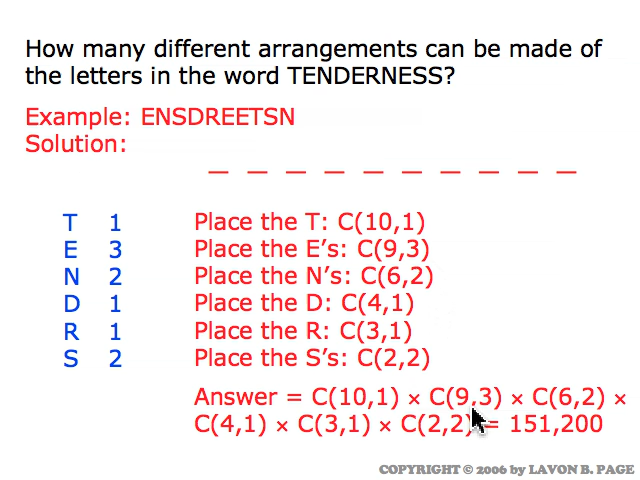 How many different arrangements can be made of
the letters in the word TENDERNESS?
Example: ENSDREETSN
Solution:
_ _ _ _ _ _ _ _ _ _
T 1 Place the T: C(10,1)
E 3 Place the E’s: C(9,3)
N 2 Place the N’s: C(6,2)
D 1 Place the D: C(4,1)
R 1 Place the R: C(3,1)
S 2 Place the S’s: C(2,2)
Answer = C(10,1) × C(9,3) × C(6,2) ×
C(4,1) × C(3,1) × C(2,2) = 151,200
COPYRIGHT © 2006 by LAVON B. PAGE